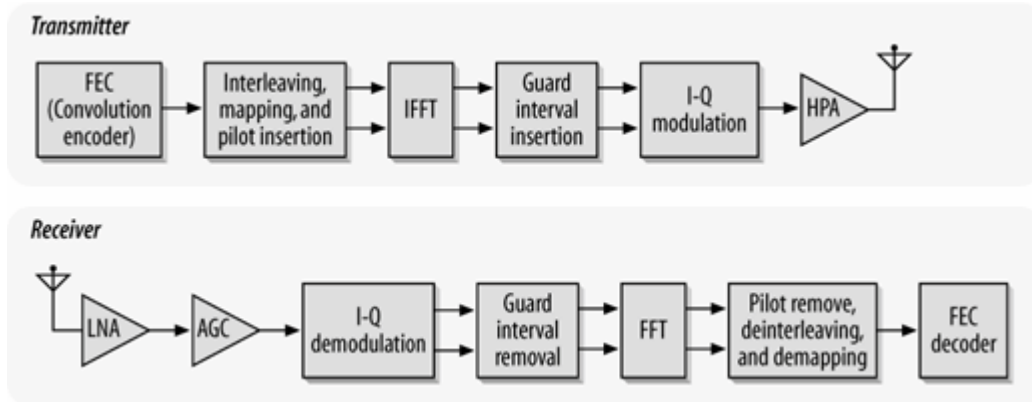 Transmitter
FEC
(Convolution
encoder)
Interleaving,
mapping, and
pilot insertion
IFFT
Guard
interval
insertion
I-Q
modulation
HPA
Receiver
LNA
AGC
I-Q
demodulation
Guard
interval
removal
FFT
Pilot remove,
deinterleaving,
and demapping
FEC
decoder